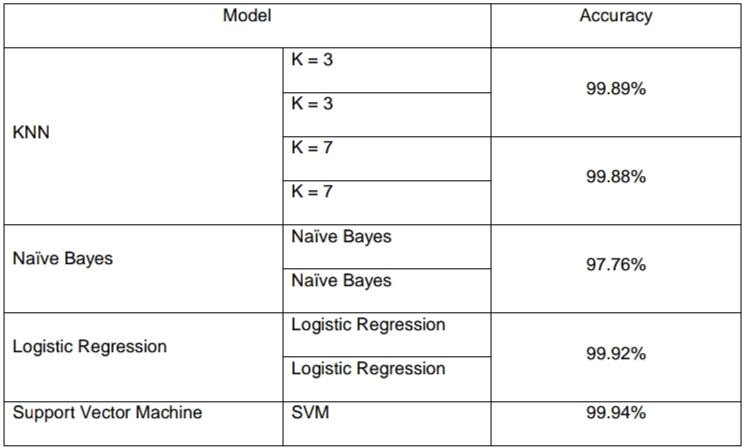 Model Accuracy
KNN
K = 3
K = 3
99.89%
K = 7
K = 7
99.88%
Naïve Bayes
Naïve Bayes
Naïve Bayes
97.76%
Logistic Regression
Logistic Regression
Logistic Regression
99.92%
Support Vector Machine SVM 99.94%